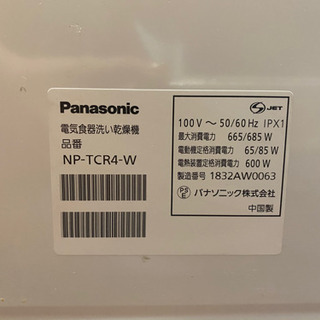 Panasonic
電気食器洗い乾燥機
品番
NP-TCR4-W
S JET
100 V ～ 50/60 Hz IPX1
最大消費電力 665/685 W
電動機定格消費電力 65/85 W
電熱装置定格消費電力 600 W
製造番号 1832AW0063
PS E パナソニック株式会社
中国製